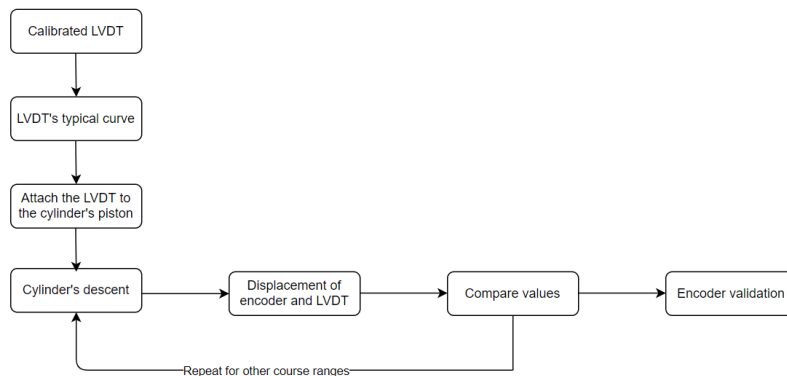 Calibrated LVDT
LVDT's typical curve
Attach the LVDT to
the cylinder's piston
Cylinder's descent
Displacement of
encoder and LVDT
Compare values
Encoder validation
Repeat for other course ranges